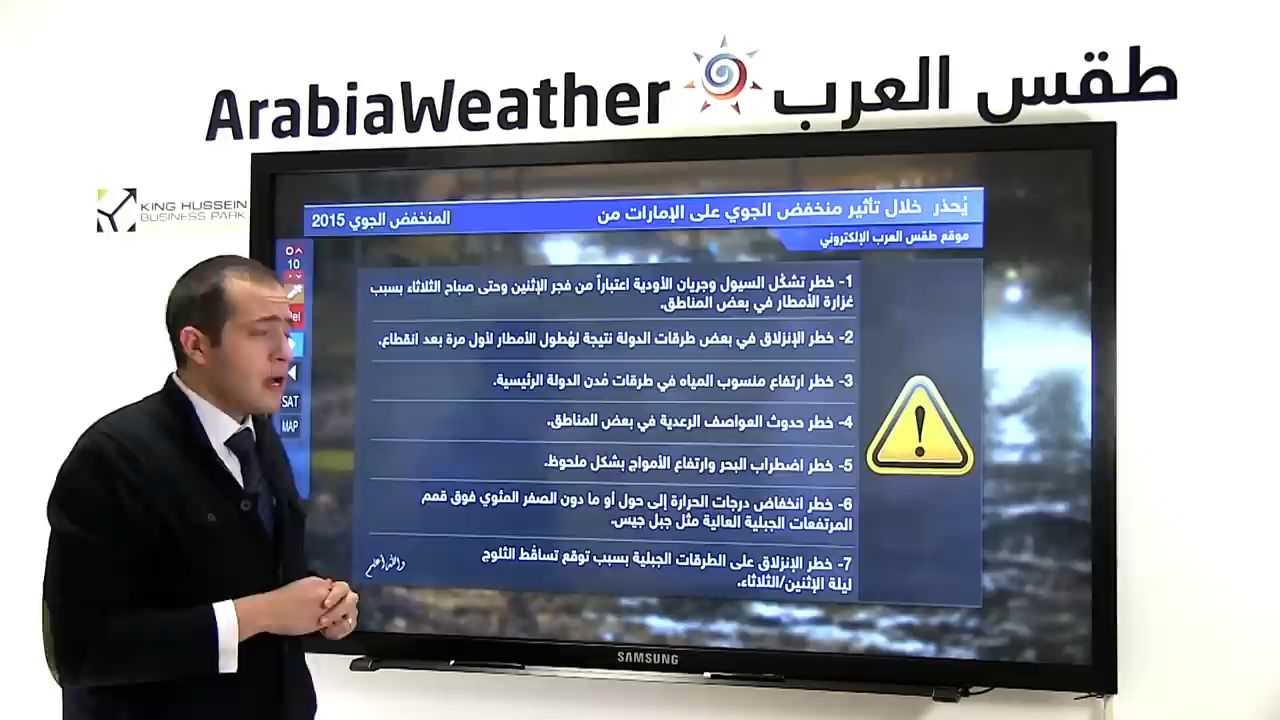 ArabiaWeather طقس العرب
KING HUSSEIN
BUSINESS PARK
يُحذر خلال تأثير منخفض الجوي على الإمارات من
المنخفض الجوي 2015
موقع طقس العرب الإلكتروني
10
Del
SAT
MAP
1- خطر تشكّل السيول وجريان الأودية اعتباراً من فجر الإثنين وحتى صباح الثلاثاء بسبب
غزارة الأمطار في بعض المناطق.
2- خطر الإنزلاق في بعض طرقات الدولة نتيجة لهُطول الأمطار لأول مرة بعد انقطاع.
3- خطر ارتفاع منسوب المياه في طرقات مُدن الدولة الرئيسية.
4- خطر حدوث العواصف الرعدية في بعض المناطق.
5- خطر اضطراب البحر وارتفاع الأمواج بشكل ملحوظ.
6- خطر انخفاض درجات الحرارة إلى حول أو ما دون الصفر المئوي فوق قمم
المرتفعات الجبلية العالية مثل جبل جيس.
7- خطر الإنزلاق على الطرقات الجبلية بسبب توقع تساقُط الثلوج
ليلة الإثنين/الثلاثاء.
والله أعلم
SAMSUNG